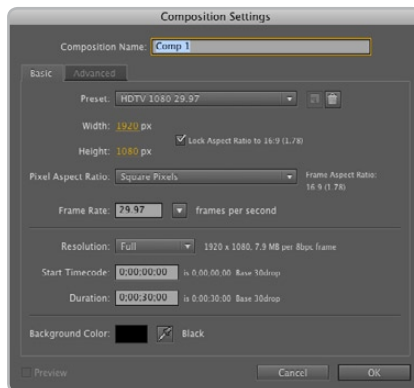 Composition Settings
Composition Name: Comp 1
Basic Advanced
Preset: HDTV 1080 29.97
Width: 1920 px
Lock Aspect Ratio to 16:9 (1.78)
Height: 1080 px
Pixel Aspect Ratio: Square Pixels
Frame Aspect Ratio:
16:9 (1.78)
Frame Rate: 29.97 frames per second
Resolution: Full 1920 x 1080, 7.9 MB per 8bpc frame
Start Timecode: 0;00;00;00 is 0;00;00;00 Base 30drop
Duration: 0;00;30;00 is 0;00;30;00 Base 30drop
Background Color: Black
Preview Cancel OK